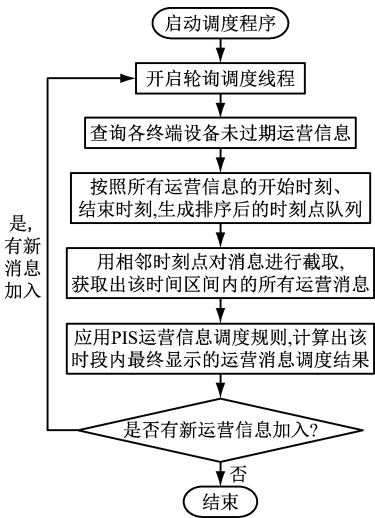 启动调度程序
开启轮询调度线程
查询各终端设备未过期运营信息
按照所有运营信息的开始时刻、
结束时刻,生成排序后的时刻点队列
用相邻时刻点对消息进行截取,
获取出该时间区间内的所有运营消息
应用PIS运营信息调度规则,计算出该
时段内最终显示的运营消息调度结果
是否有新运营信息加入?
是,
有新
消息
加入
否
结束